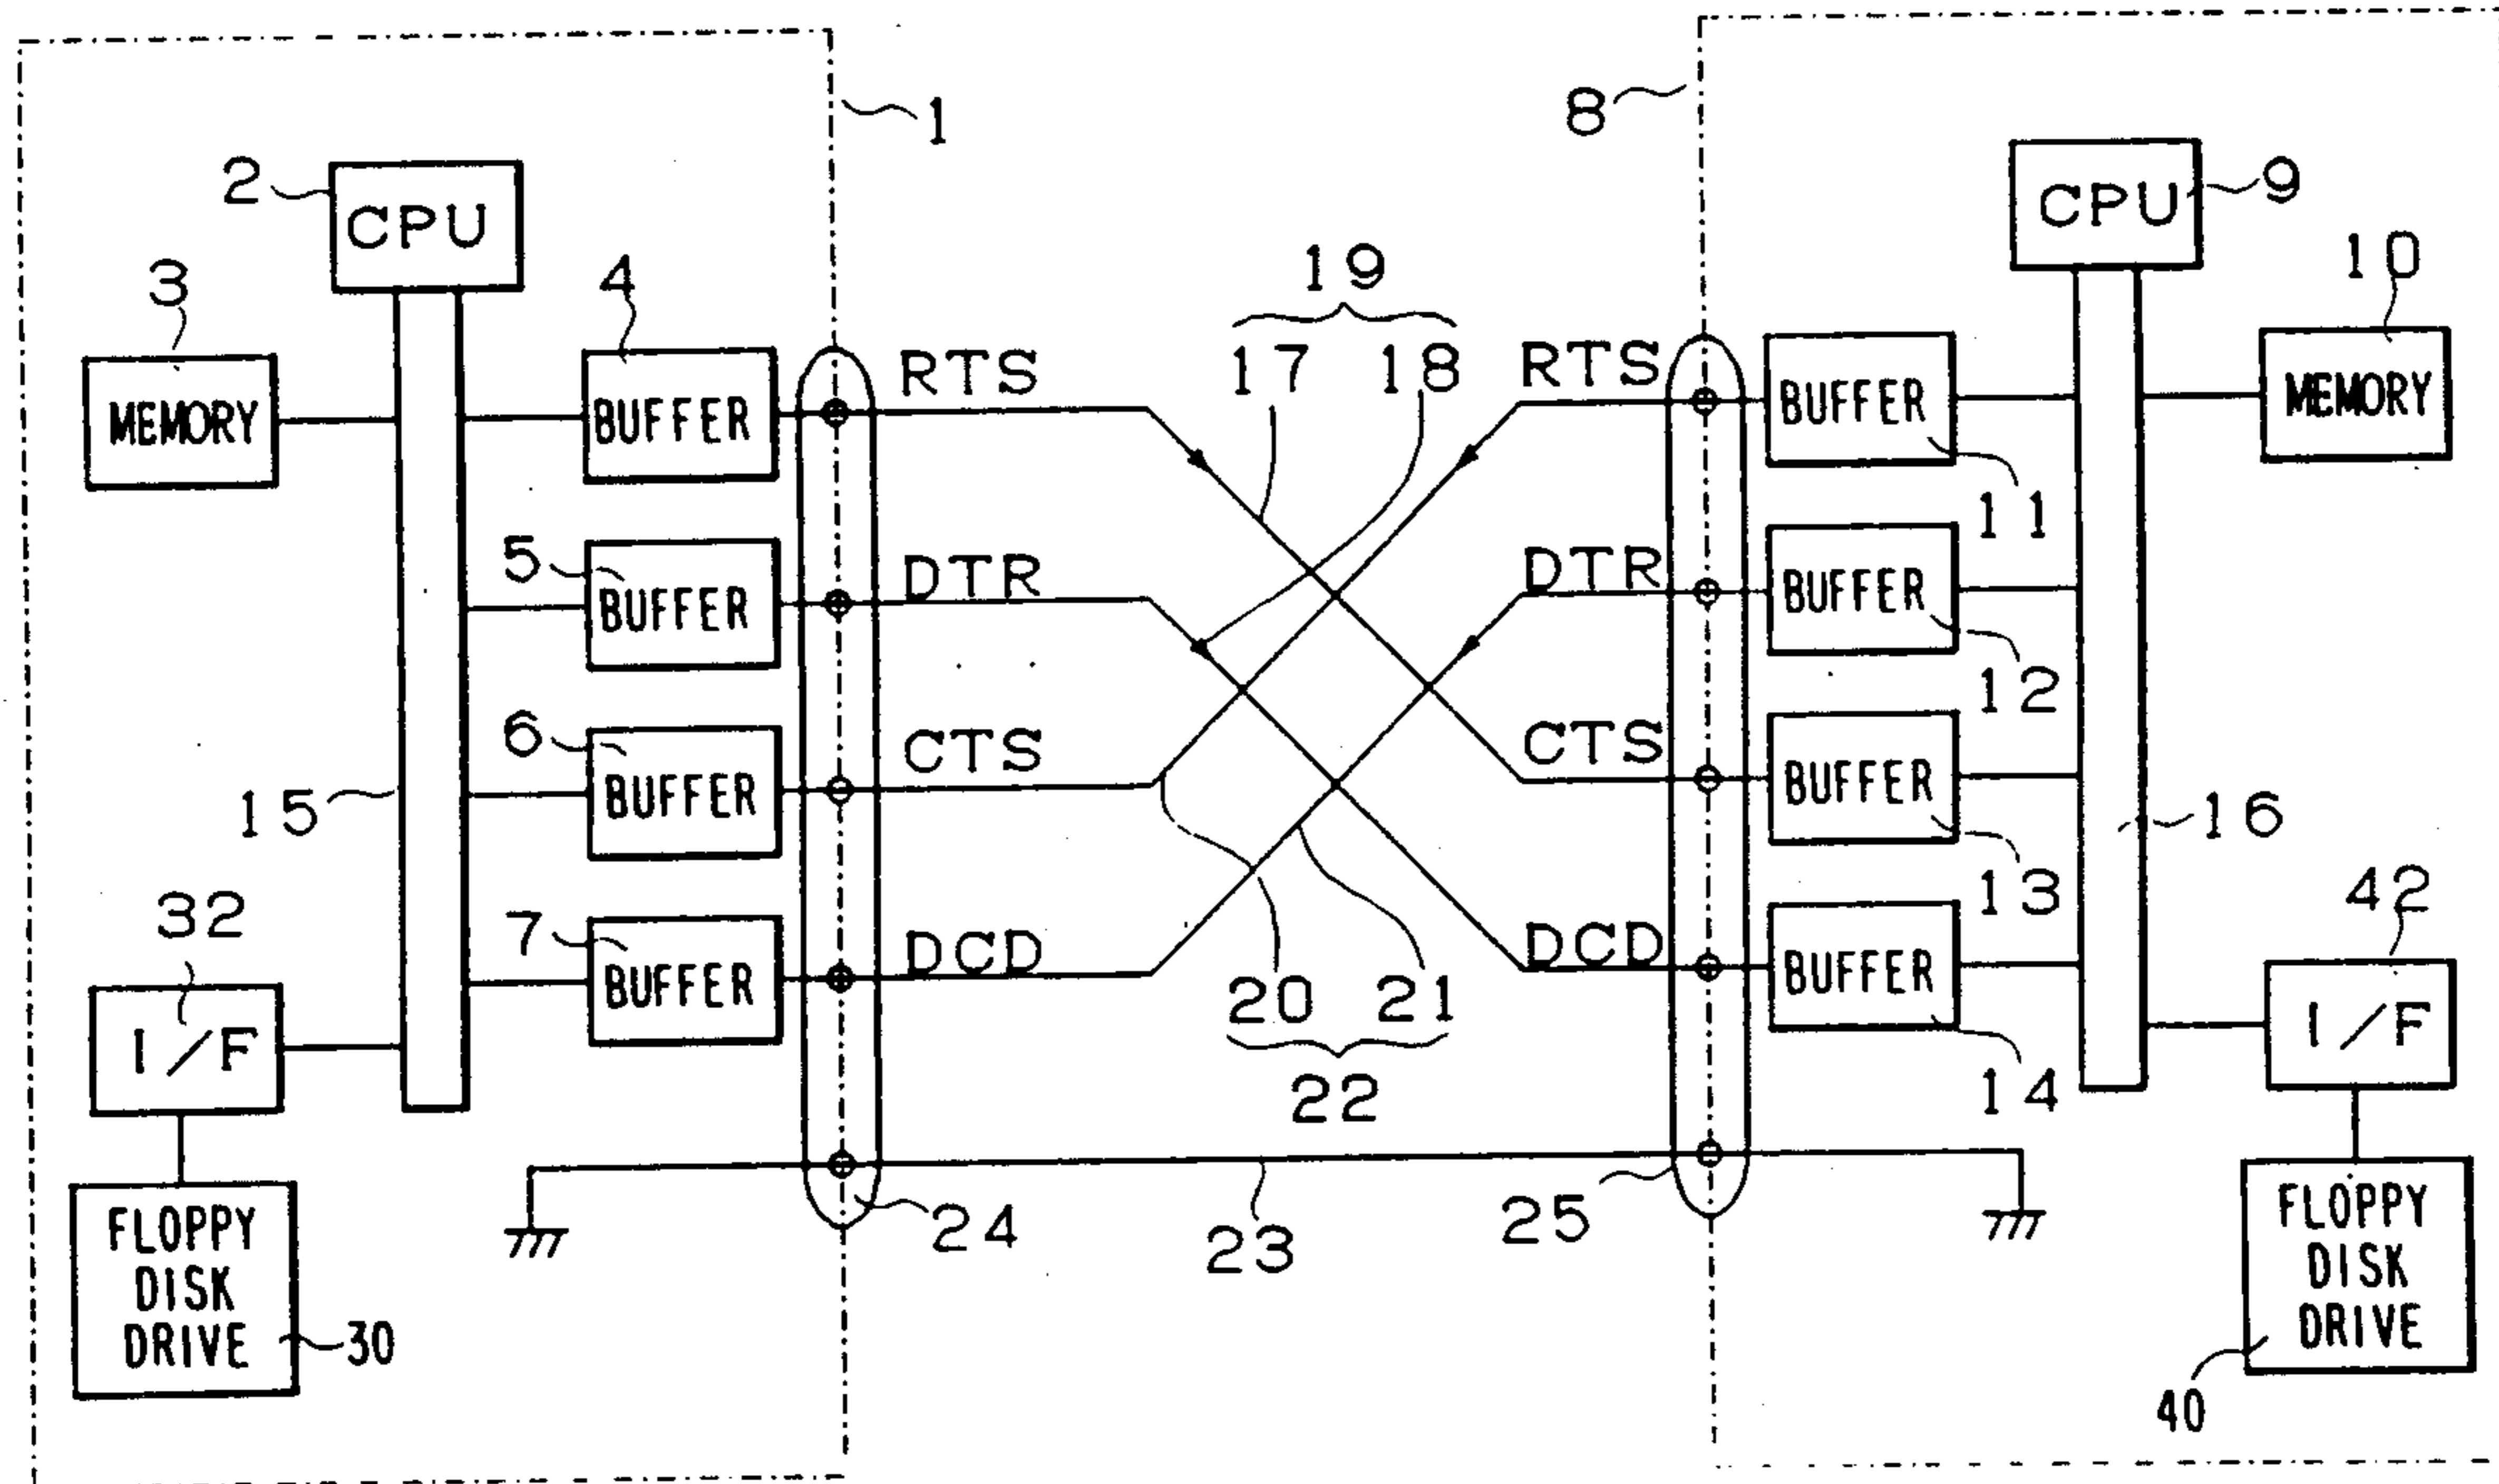 1
8
2
CPU
CPU
9
3
4
19
10
MEMORY
BUFFER
RTS
17
18
RTS
BUFFER
MEMORY
11
5
BUFFER
DTR
DTR
BUFFER
12
6
BUFFER
CTS
CTS
BUFFER
15
16
13
32
7
BUFFER
DCD
DCD
BUFFER
42
I/F
20
21
I/F
22
14
24
23
25
FLOPPY
DISK
DRIVE
30
FLOPPY
DISK
DRIVE
40